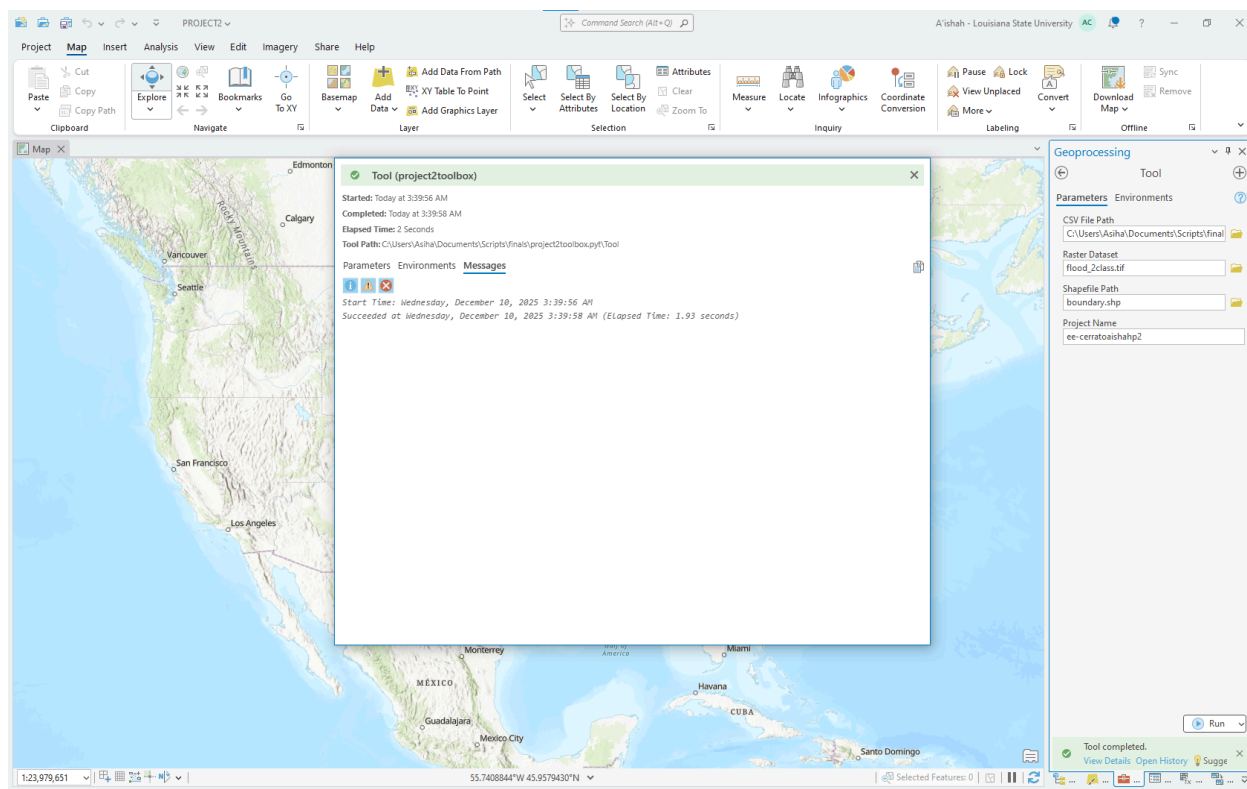 PROJECT2
Command Search (Alt+Q)
A'ishah - Louisiana State University
AC
?
Project Map Insert Analysis View Edit Imagery Share Help
Paste
Cut
Copy
Copy Path
Clipboard
Explore
Bookmarks
Go
To XY
Navigate
Basemap
Add
Data
Add Data From Path
XY Table To Point
Add Graphics Layer
Layer
Select
Select By
Attributes
Select By
Location
Attributes
Clear
Zoom To
Selection
Measure
Locate
Infographics
Coordinate
Conversion
Inquiry
Pause Lock
View Unplaced
More
Labeling
Convert
Download
Map
Sync
Remove
Offline
Map
Edmonton
Rocky Mountains
Calgary
Vancouver
Seattle
San Francisco
Los Angeles
Monterrey
MÉXICO
Guadalajara
Mexico City
Gulf of
America
Miami
Havana
CUBA
Santo Domingo
Tool (project2toolbox)
Started: Today at 3:39:56 AM
Completed: Today at 3:39:58 AM
Elapsed Time: 2 Seconds
Tool Path: C:\Users\Asiha\Documents\Scripts\finals\project2toolbox.pyt\Tool
Parameters Environments Messages
Start Time: Wednesday, December 10, 2025 3:39:56 AM
Succeeded at Wednesday, December 10, 2025 3:39:58 AM (Elapsed Time: 1.93 seconds)
Geoprocessing
Tool
Parameters Environments
?
CSV File Path
C:\Users\Asiha\Documents\Scripts\final
Raster Dataset
flood_2class.tif
Shapefile Path
boundary.shp
Project Name
ee-cerratoaishahp2
Run
Tool completed.
View Details Open History Sugge
1:23,979,651
55.7408844°W 45.9579430°N
Selected Features: 0